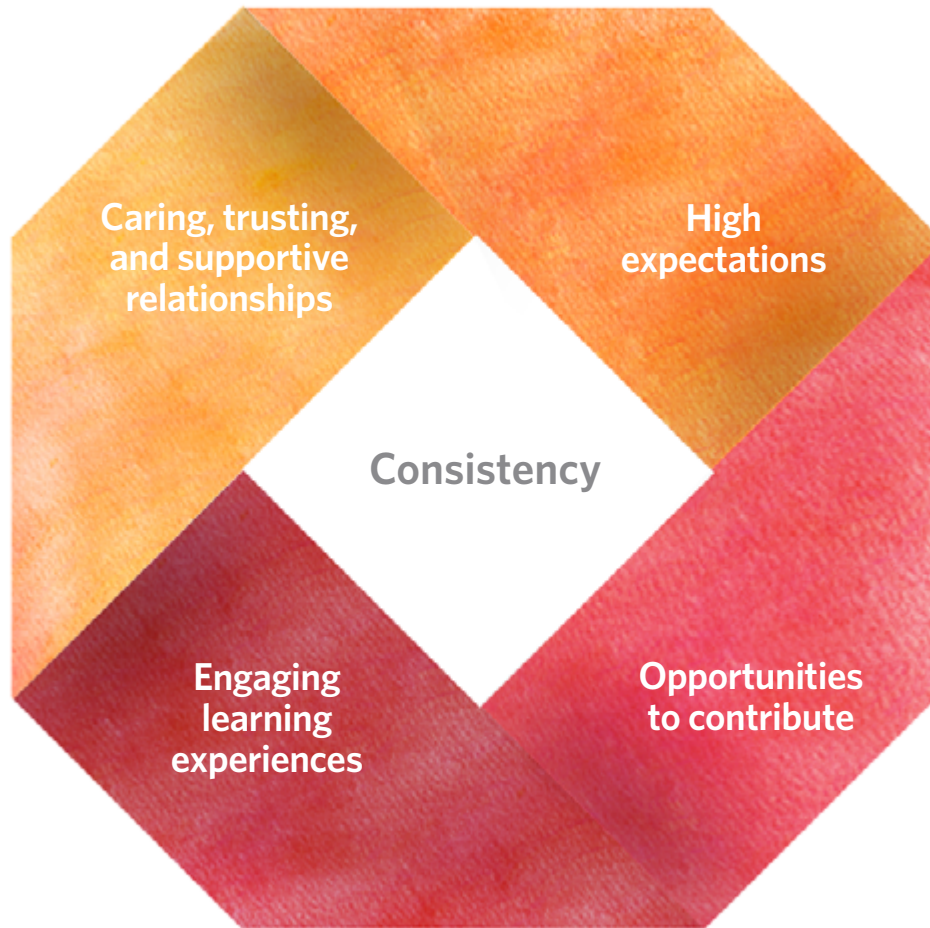 Caring, trusting,
and supportive
relationships
High
expectations
Consistency
Engaging
learning
experiences
Opportunities
to contribute